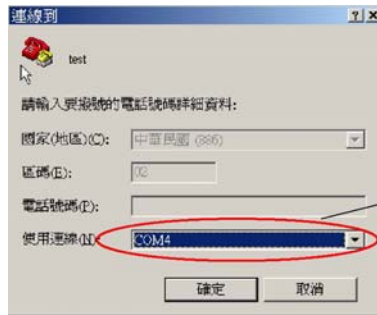 連線到
test
請輸入要撥號的電話號碼詳細資料:
國家(地區)(C): 中華民國 (886)
區碼(E): 02
電話號碼(P):
使用連線(N): COM4
確定 取消